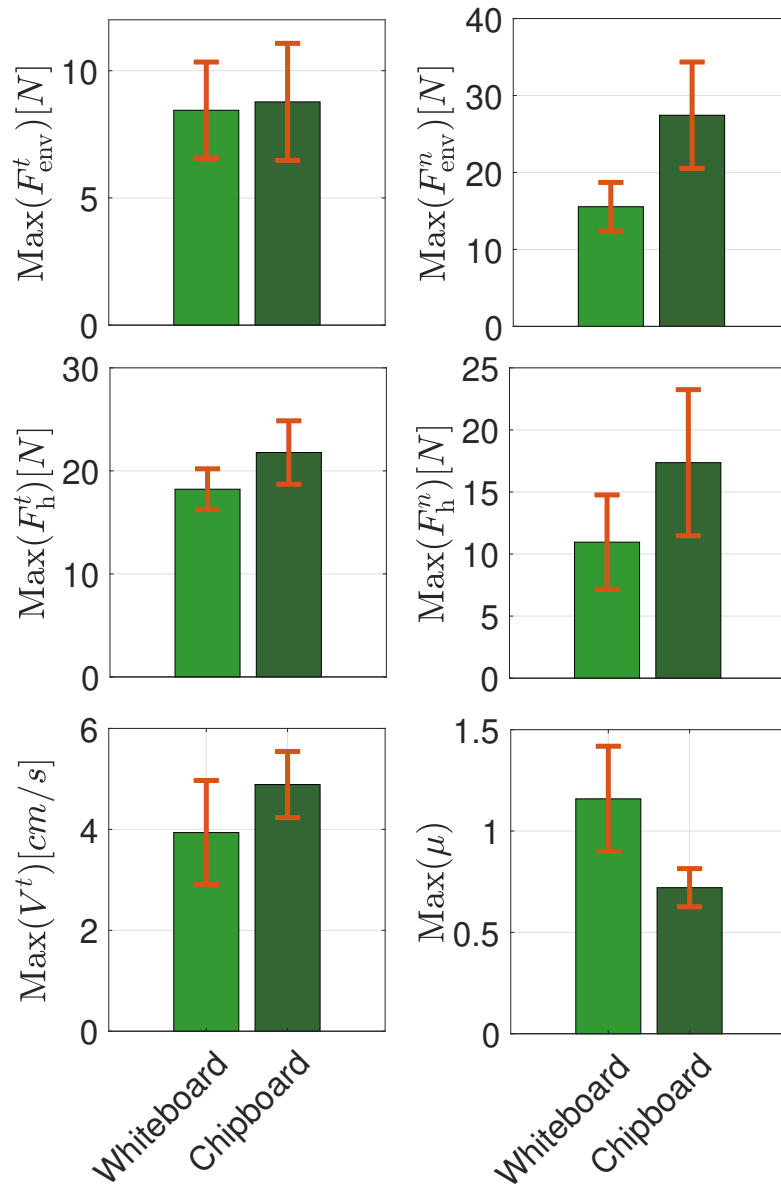 Max(F^t_env)[N]
10
5
0
Max(F^n_env)[N]
40
30
20
10
0
Max(F^t_h)[N]
30
20
10
0
Max(F^n_h)[N]
25
20
15
10
5
0
Max(V^t)[cm/s]
6
4
2
0
Max(μ)
1.5
1
0.5
0
Whiteboard
Chipboard
Whiteboard
Chipboard